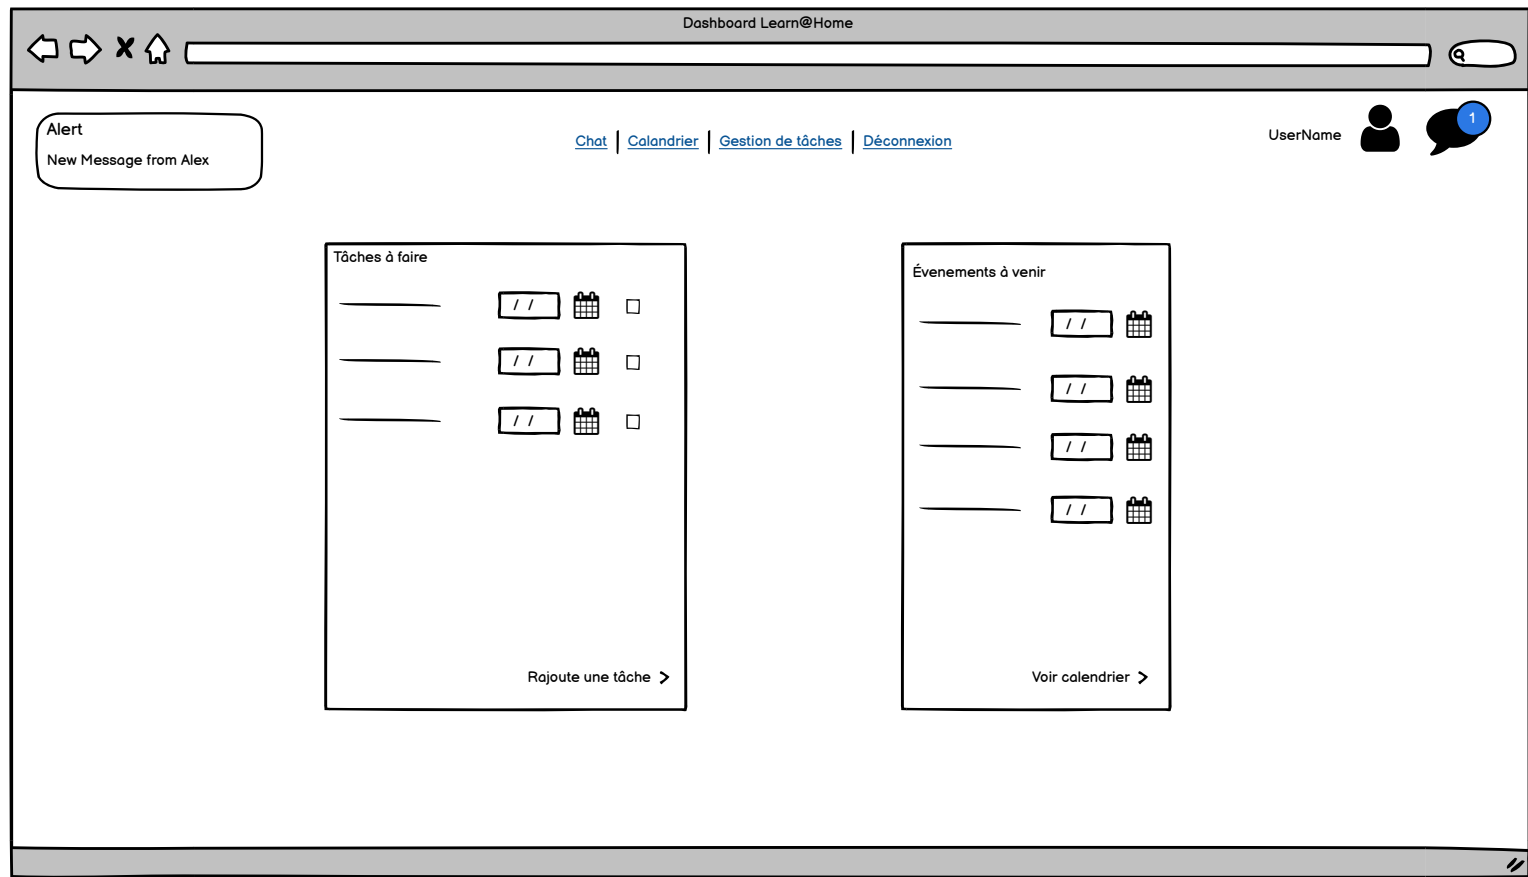 Dashboard Learn@Home
Alert
New Message from Alex
Chat | Calandrier | Gestion de tâches | Déconnexion
UserName
1
Tâches à faire
/ /
/ /
/ /
Rajoute une tâche >
Évenements à venir
/ /
/ /
/ /
/ /
Voir calendrier >